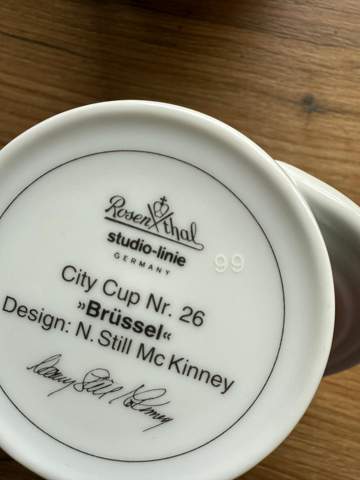 Rosenthal
studio-linie
GERMANY
99
City Cup Nr. 26
»Brüssel«
Design: N. Still Mc Kinney